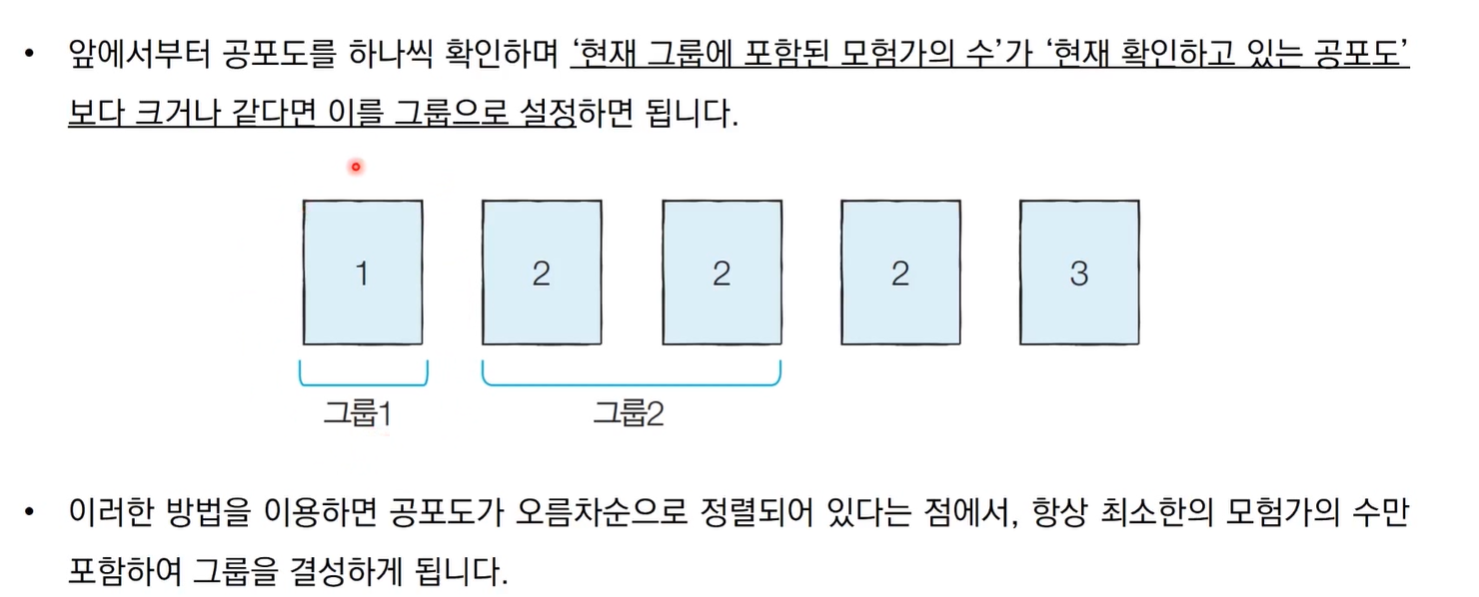 • 앞에서부터 공포도를 하나씩 확인하며 ‘현재 그룹에 포함된 모험가의 수’가 ‘현재 확인하고 있는 공포도’
보다 크거나 같다면 이를 그룹으로 설정하면 됩니다.
1 2 2 2 3
그룹1 그룹2
• 이러한 방법을 이용하면 공포도가 오름차순으로 정렬되어 있다는 점에서, 항상 최소한의 모험가의 수만
포함하여 그룹을 결성하게 됩니다.